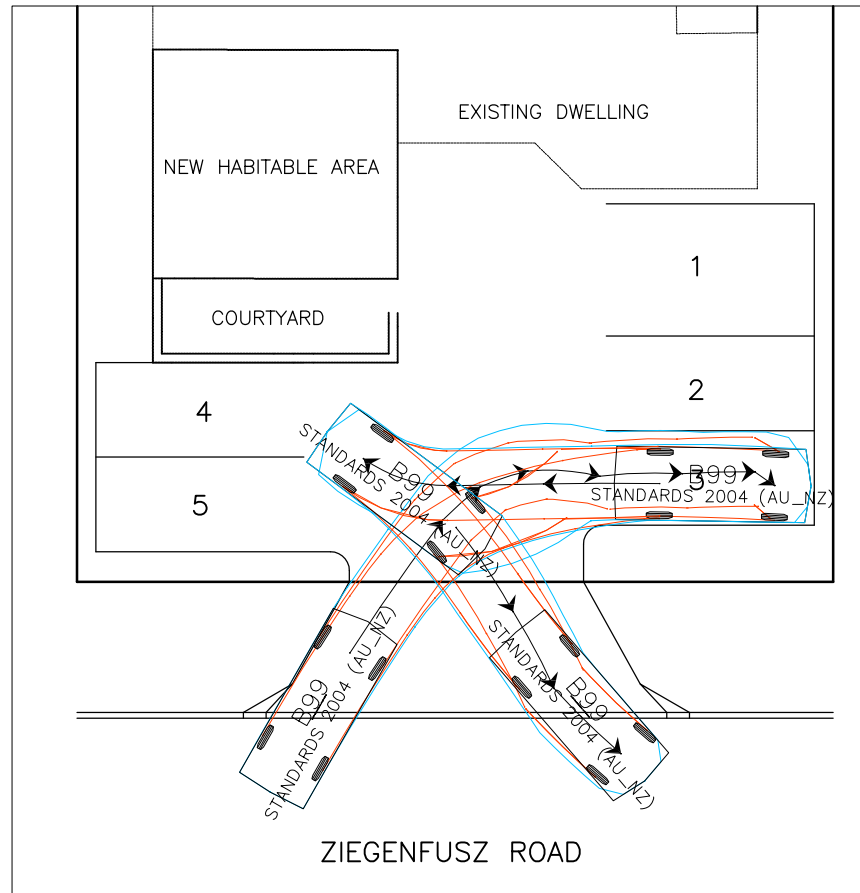 EXISTING DWELLING
NEW HABITABLE AREA
1
COURTYARD
2
4
B99
STANDARDS 2004 (AU_NZ)
3
B99
STANDARDS 2004 (AU_NZ)
5
B99
STANDARDS 2004 (AU_NZ)
B99
STANDARDS 2004 (AU_NZ)
ZIEGENFUSZ ROAD